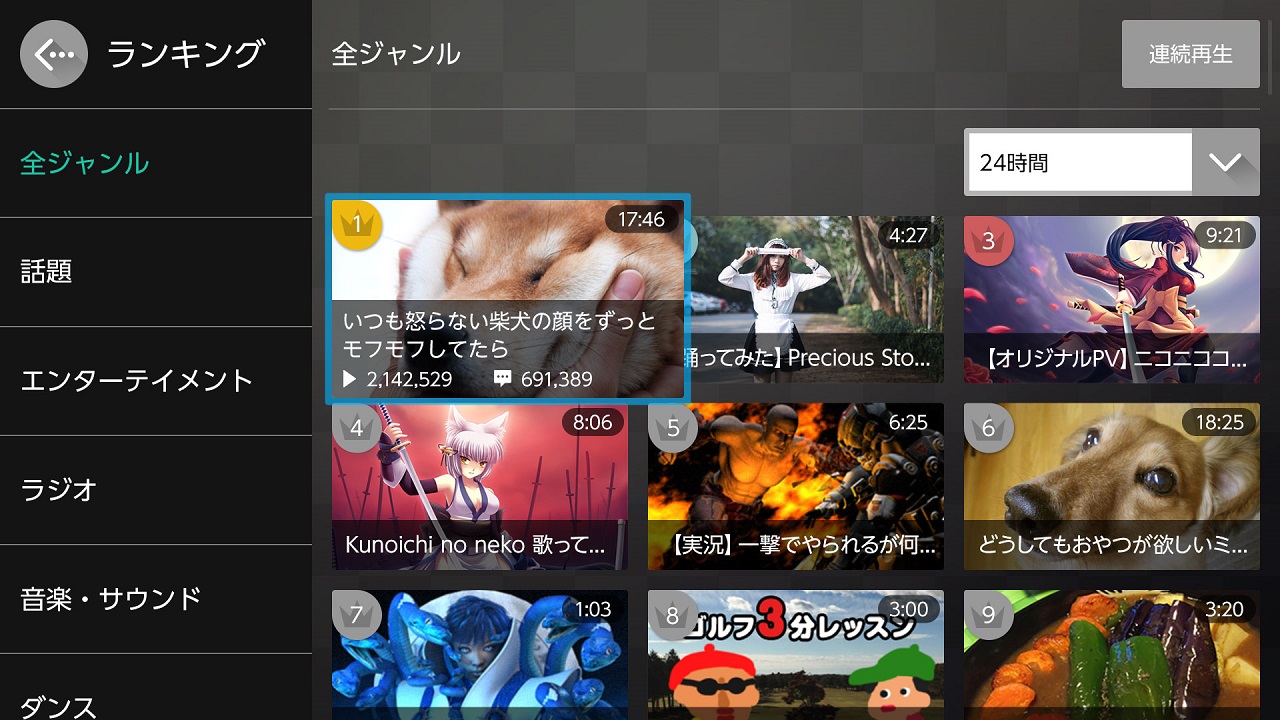 ランキング
全ジャンル
話題
エンターテイメント
ラジオ
音楽・サウンド
ダンス
全ジャンル
連続再生
24時間
1
17:46
いつも怒らない柴犬の顔をずっと
モフモフしてたら
2,142,529 691,389
4:27
踊ってみた】Precious Sto...
3
9:21
【オリジナルPV】ニコニココ...
4
8:06
Kunoichi no neko 歌って...
5
6:25
【実況】一撃でやられるが何...
6
18:25
どうしてもおやつが欲しいミ...
7
1:03
8
3:00
ゴルフ3分レッスン
9
3:20